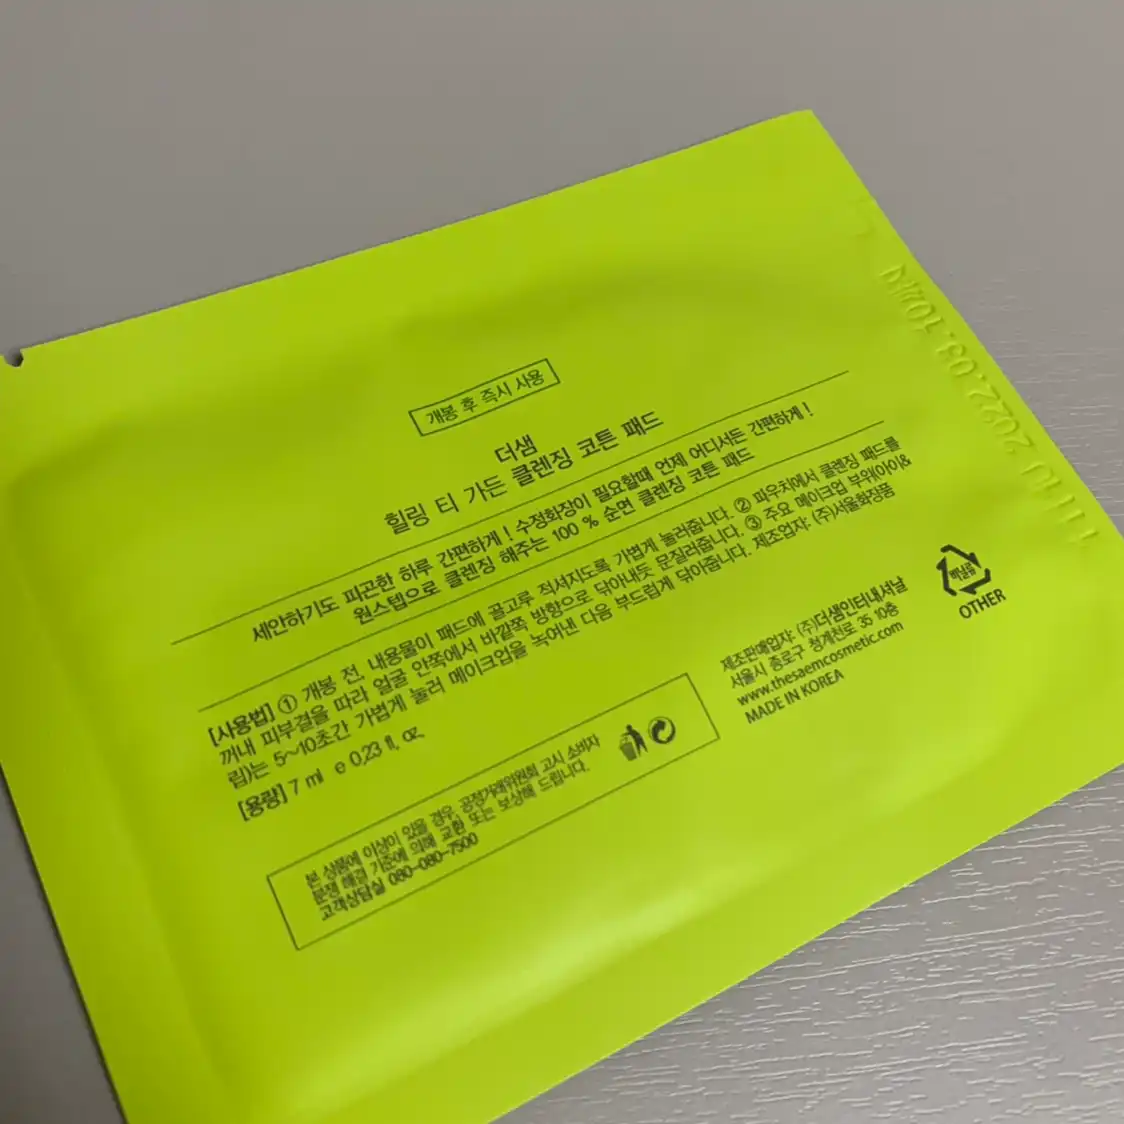 개봉 후 즉시 사용
더샘
힐링 티 가든 클렌징 코튼 패드
세안하기도 피곤한 하루 간편하게 ! 수정화장이 필요할때 언제 어디서든 간편하게 !
원스텝으로 클렌징 해주는 100 % 순면 클렌징 코튼 패드
[사용법] ① 개봉 전, 내용물이 패드에 골고루 적셔지도록 가볍게 눌러줍니다. ② 파우치에서 클렌징 패드를
꺼내 피부결을 따라 얼굴 안쪽에서 바깥쪽 방향으로 닦아내듯 문질러줍니다. ③ 주요 메이크업 부위(아이&
립)는 5~10초간 가볍게 눌러 메이크업을 녹여낸 다음 부드럽게 닦아줍니다. 제조업자: (주)서울화장품
[용량] 7 ml e 0.23 fl. oz.
제조판매업자: (주)더샘인터내셔날
서울시 종로구 청계천로 35 10층
www.thesaemcosmetic.com
MADE IN KOREA
비닐류
OTHER
본 상품에 이상이 있을 경우, 공정거래위원회 고시 소비자
분쟁 해결 기준에 의해 교환 또는 보상해 드립니다.
고객상담실 080-080-7500
2022. 03. 10까지